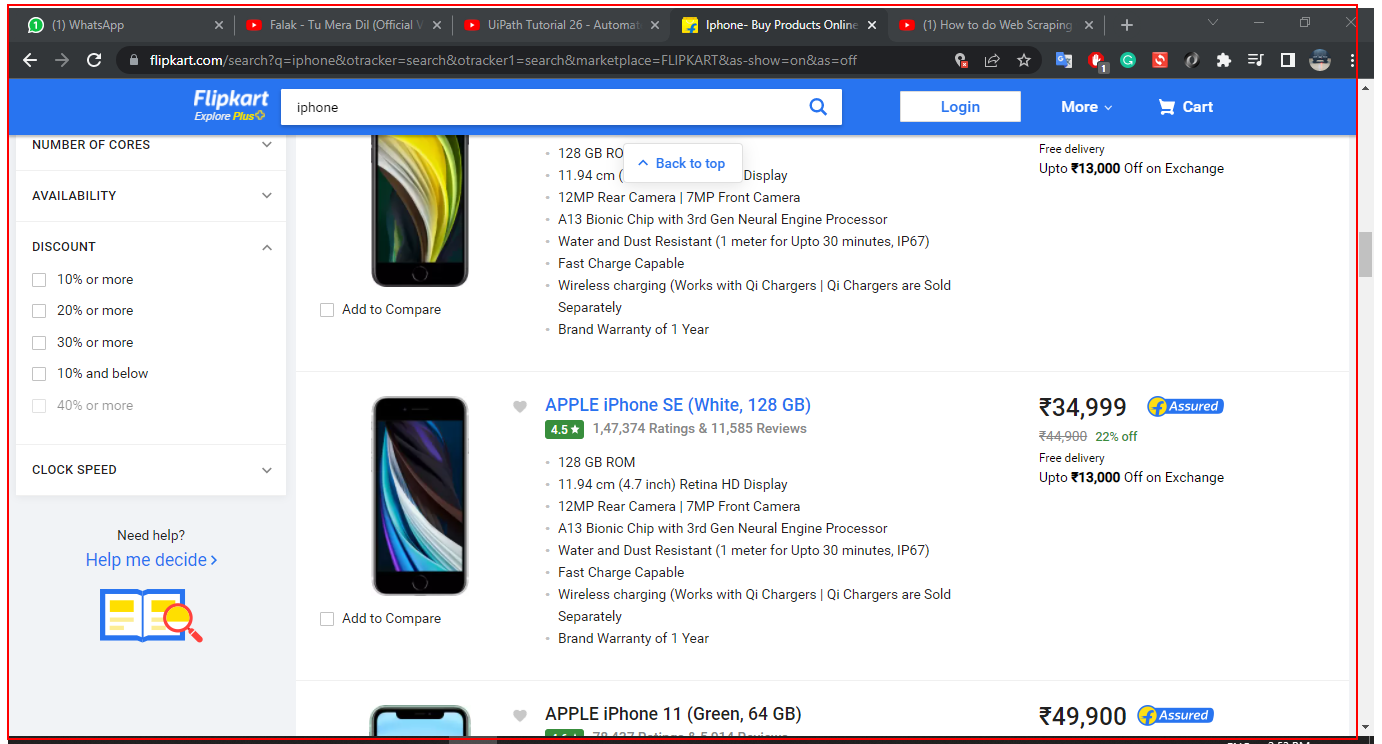 (1) WhatsApp
Falak - Tu Mera Dil (Official V
UiPath Tutorial 26 - Automat
Iphone- Buy Products Online
(1) How to do Web Scraping
flipkart.com/search?q=iphone&otracker=search&otracker1=search&marketplace=FLIPKART&as-show=on&as=off
1
Flipkart
Explore Plus
iphone
Login
More
Cart
NUMBER OF CORES
AVAILABILITY
DISCOUNT
10% or more
20% or more
30% or more
10% and below
40% or more
CLOCK SPEED
Need help?
Help me decide >
Back to top
128 GB RO
11.94 cm ( Display
12MP Rear Camera | 7MP Front Camera
A13 Bionic Chip with 3rd Gen Neural Engine Processor
Water and Dust Resistant (1 meter for Upto 30 minutes, IP67)
Fast Charge Capable
Wireless charging (Works with Qi Chargers | Qi Chargers are Sold
Separately
Brand Warranty of 1 Year
Add to Compare
Free delivery
Upto ₹13,000 Off on Exchange
APPLE iPhone SE (White, 128 GB)
4.5★ 1,47,374 Ratings & 11,585 Reviews
128 GB ROM
11.94 cm (4.7 inch) Retina HD Display
12MP Rear Camera | 7MP Front Camera
A13 Bionic Chip with 3rd Gen Neural Engine Processor
Water and Dust Resistant (1 meter for Upto 30 minutes, IP67)
Fast Charge Capable
Wireless charging (Works with Qi Chargers | Qi Chargers are Sold
Separately
Brand Warranty of 1 Year
Add to Compare
₹34,999 Assured
₹44,900 22% off
Free delivery
Upto ₹13,000 Off on Exchange
APPLE iPhone 11 (Green, 64 GB)
₹49,900 Assured